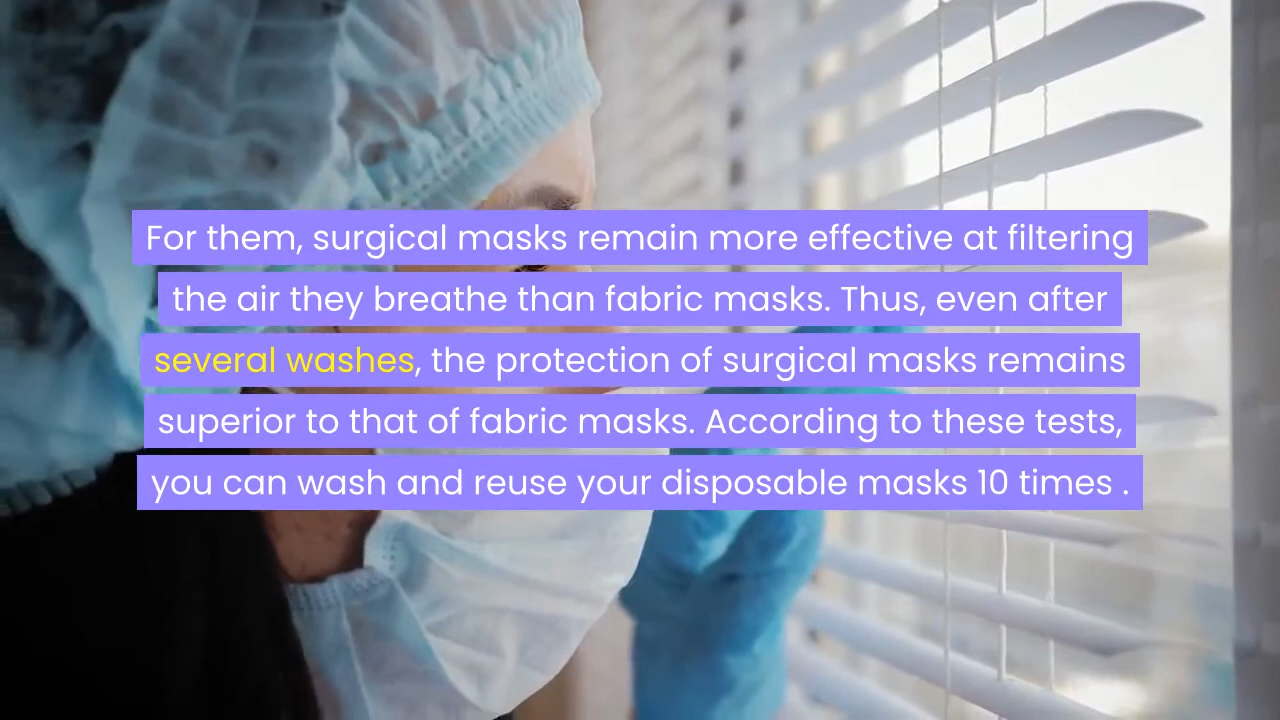 For them, surgical masks remain more effective at filtering
the air they breathe than fabric masks. Thus, even after
several washes, the protection of surgical masks remains
superior to that of fabric masks. According to these tests,
you can wash and reuse your disposable masks 10 times .